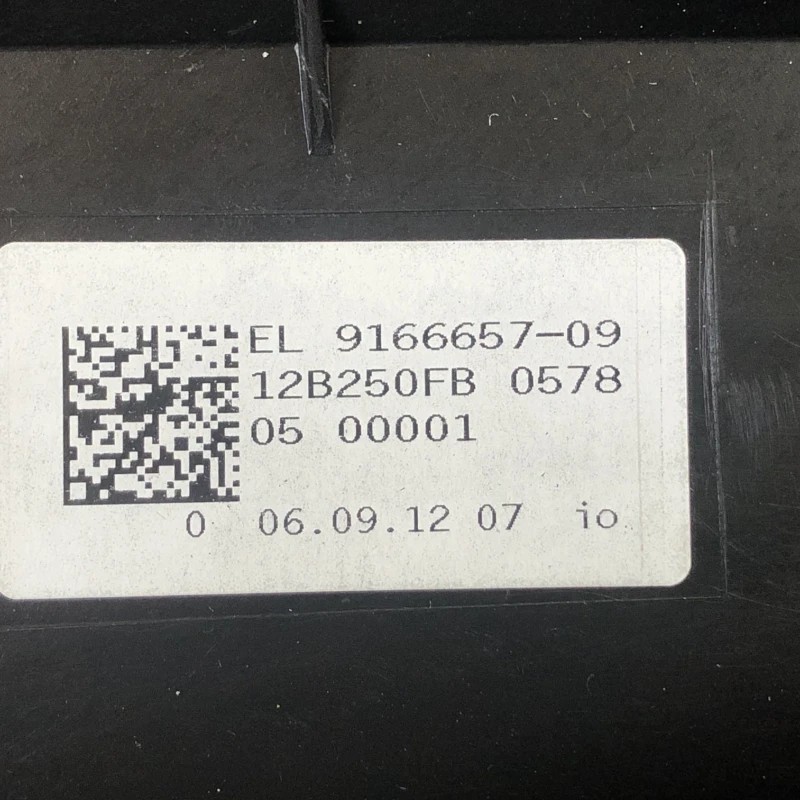 EL 9166657-09
12B250FB 0578
05 00001
0 06.09.12 07 io